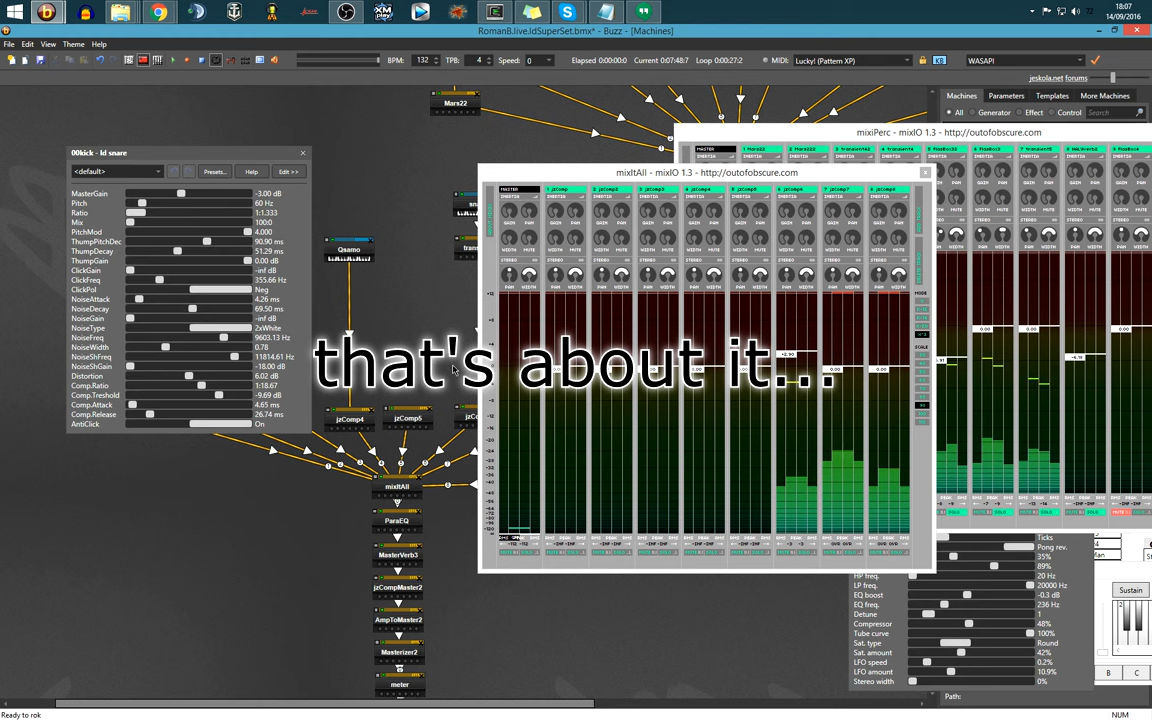 18:07
14/09/2016
RomanB.live.ldSuperSet.bmx* - Buzz - [Machines]
File Edit View Theme Help
BPM: 132 TPB: 4 Speed: 0 Elapsed 0:00:00:0 Current 0:07:48:7 Loop 0:00:27:2 MIDI: Lucky! (Pattern XP) KB WASAPI
jeskola.net forums
Machines Parameters Templates More Machines
All Generator Effect Control Search
Mars22
mixiPerc - mixIO 1.3 - http://outofobscure.com
00kick - ld snare
<default> Presets... Help Edit >>
mixItAll - mixIO 1.3 - http://outofobscure.com
MasterGain -3.00 dB
Pitch 60 Hz
Ratio 11.333
Mix 1000
PitchMod 4.000
ThumpPitchDec 90.90 ms
ThumpDecay 51.29 ms
ThumpGain 0.00 dB
ClickGain -inf dB
ClickFreq 355.66 Hz
ClickPol Neg
NoiseAttack 4.26 ms
NoiseDecay 69.50 ms
NoiseGain -inf dB
NoiseType 2xWhite
NoiseFreq 9603.13 Hz
NoiseWidth 0.78
NoiseShFreq 11814.61 Hz
NoiseShGain -18.00 dB
Distortion 6.02 dB
Comp.Ratio 1:18.67
Comp.Treshold -9.69 dB
Comp.Attack 4.65 ms
Comp.Release 26.74 ms
AntiClick On
Qsamo
that's about it...
jzComp4
jzComp5
mixItAll
ParaEQ
MasterVerb3
jzCompMaster2
AmpToMaster2
Masterizer2
meter
Ticks
Pong rev.
35%
89%
HP freq. 20 Hz
LP freq. 20000 Hz
EQ boost -0.3 dB
EQ freq. 236 Hz
Detune 1
Compressor 48%
Tube curve 100%
Sat. type Round
Sat. amount 42%
LFO speed 0.2%
LFO amount 10.9%
Stereo width 0%
Sustain
B C
Path:
Ready to rok
NUM